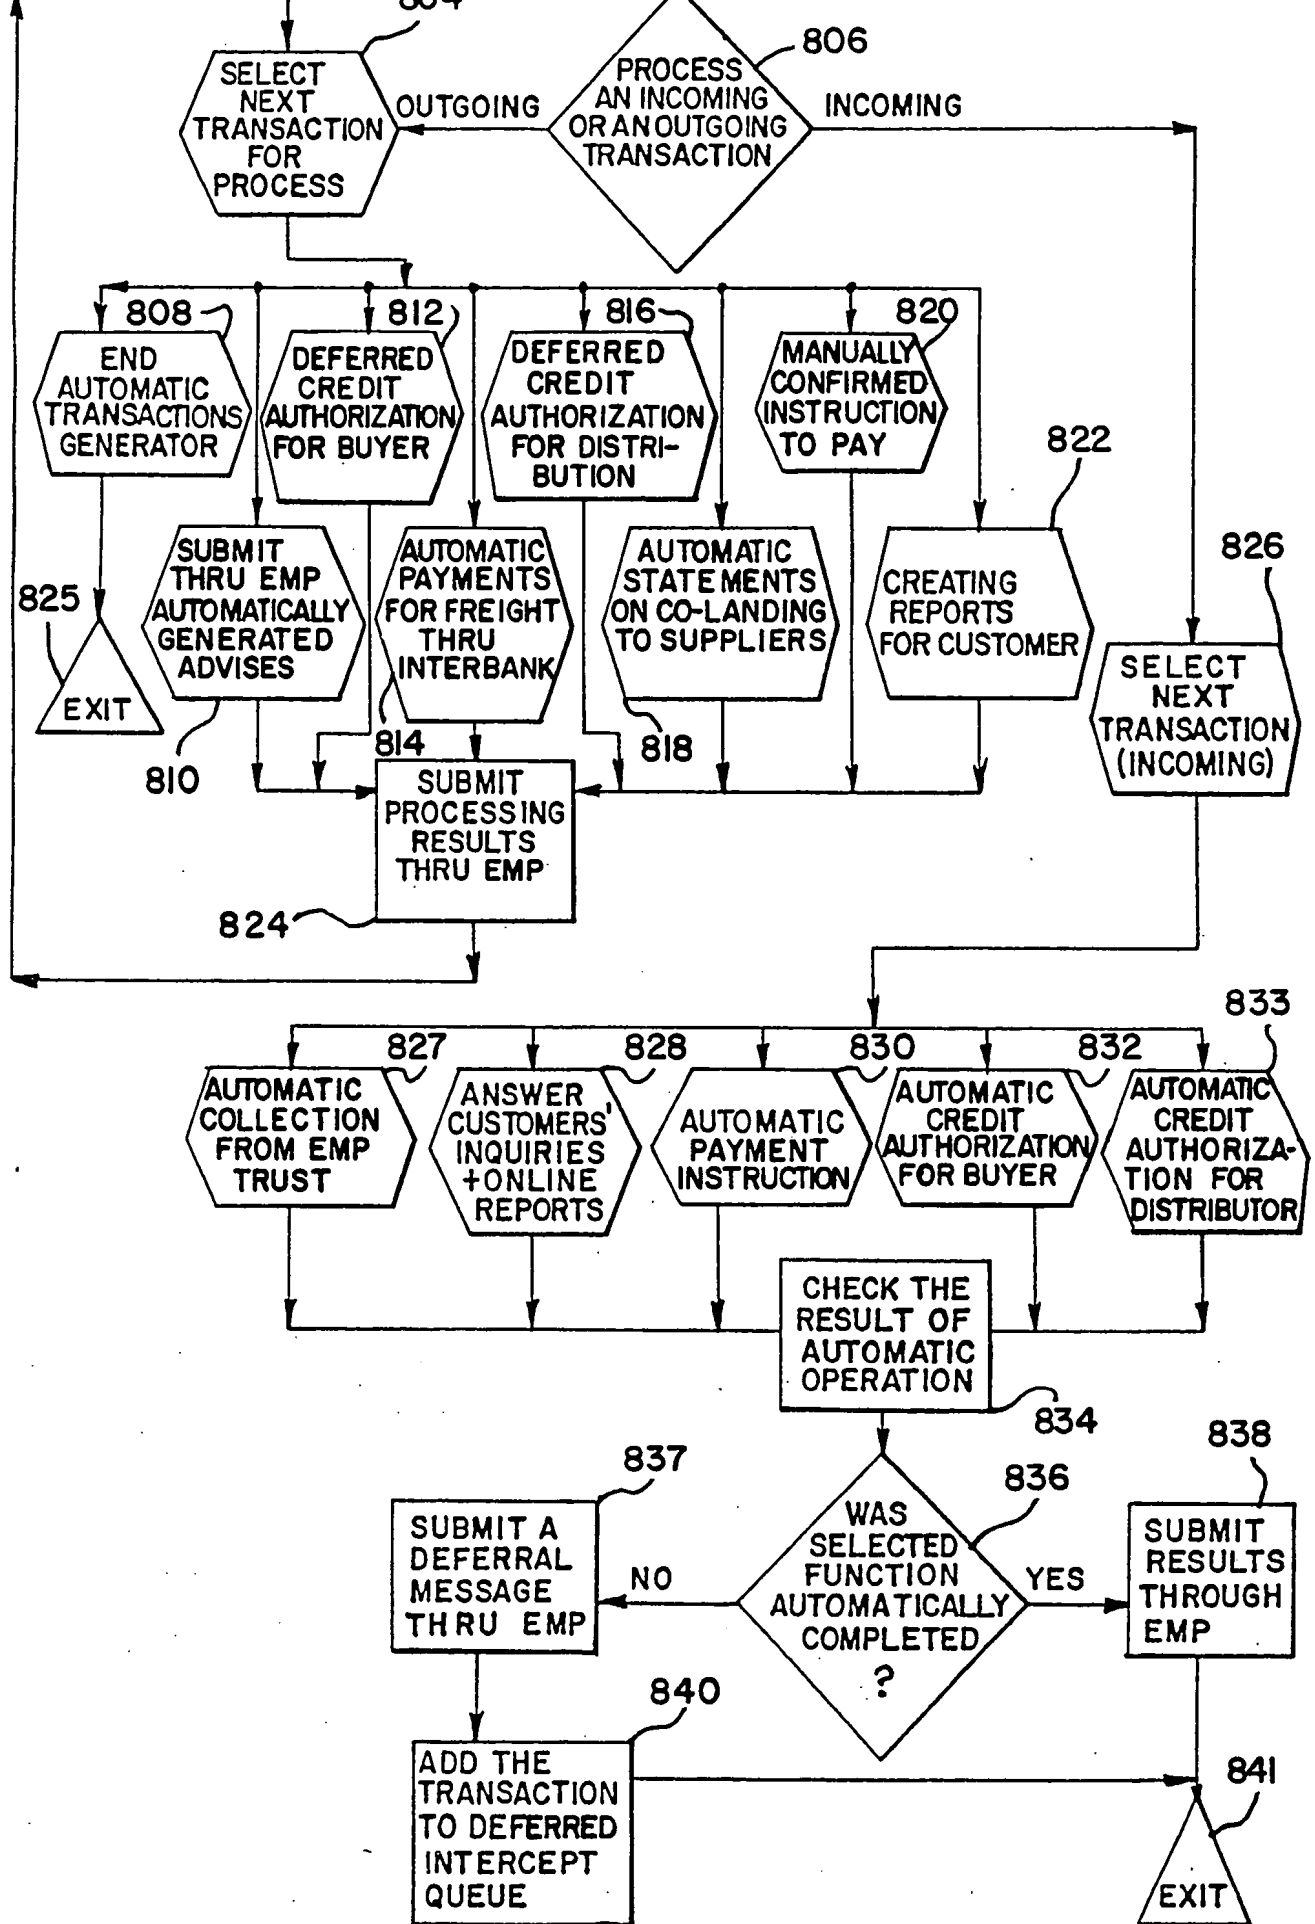 804
806
SELECT
NEXT
TRANSACTION
FOR
PROCESS
OUTGOING
PROCESS
AN INCOMING
OR AN OUTGOING
TRANSACTION
INCOMING
808
812
816
820
END
AUTOMATIC
TRANSACTIONS
GENERATOR
DEFERRED
CREDIT
AUTHORIZATION
FOR BUYER
DEFERRED
CREDIT
AUTHORIZATION
FOR DISTRI-
BUTION
MANUALLY
CONFIRMED
INSTRUCTION
TO PAY
822
826
825
EXIT
SUBMIT
THRU EMP
AUTOMATICALLY
GENERATED
ADVISES
810
AUTOMATIC
PAYMENTS
FOR FREIGHT
THRU
INTERBANK
814
AUTOMATIC
STATEMENTS
ON CO-LANDING
TO SUPPLIERS
818
CREATING
REPORTS
FOR CUSTOMER
SELECT
NEXT
TRANSACTION
(INCOMING)
SUBMIT
PROCESSING
RESULTS
THRU EMP
824
827
828
830
832
833
AUTOMATIC
COLLECTION
FROM EMP
TRUST
ANSWER
CUSTOMERS'
INQUIRIES
+ONLINE
REPORTS
AUTOMATIC
PAYMENT
INSTRUCTION
AUTOMATIC
CREDIT
AUTHORIZATION
FOR BUYER
AUTOMATIC
CREDIT
AUTHORIZA-
TION FOR
DISTRIBUTOR
CHECK THE
RESULT OF
AUTOMATIC
OPERATION
834
837
836
838
SUBMIT A
DEFERRAL
MESSAGE
THRU EMP
NO
WAS
SELECTED
FUNCTION
AUTOMATICALLY
COMPLETED
?
YES
SUBMIT
RESULTS
THROUGH
EMP
840
841
ADD THE
TRANSACTION
TO DEFERRED
INTERCEPT
QUEUE
EXIT